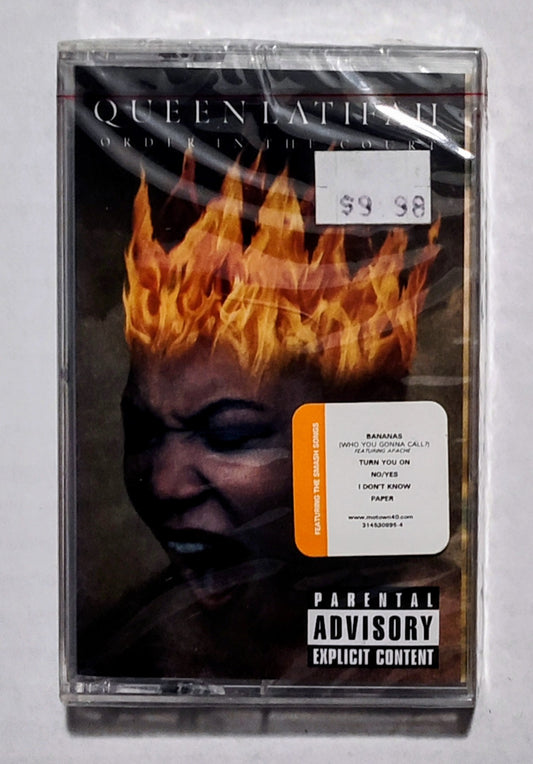 QUEEN LATIFAH
ORDER IN THE COURT
$9.98
FEATURING THE SMASH SONGS
BANANAS
(WHO YOU GONNA CALL?)
FEATURING APACHE
TURN YOU ON
NO/YES
I DON'T KNOW
PAPER
www.motown40.com
314530895-4
PARENTAL
ADVISORY
EXPLICIT CONTENT